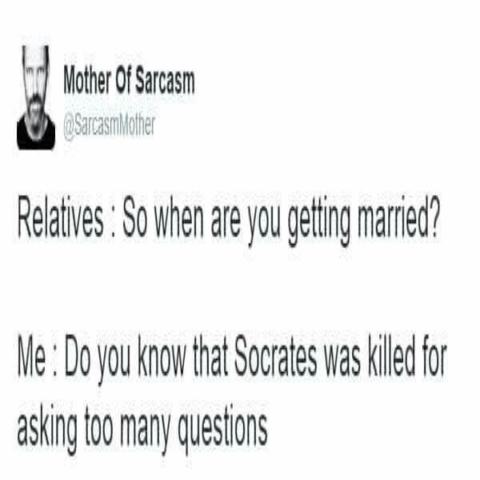 Mother Of Sarcasm
@SarcasmMother
Relatives : So when are you getting married?
Me : Do you know that Socrates was killed for
asking too many questions